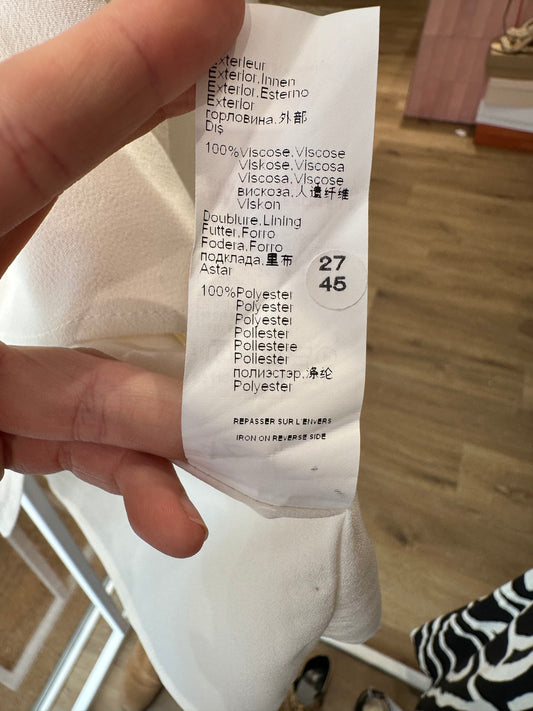 Extérieur
Exterior.Innen
Exterior.Esterno
Exterior
горловина.外部
Dış
100%Viscose.Viscose
Viskose.Viscosa
Viscosa.Viscose
вискоза.人造纤维
Viskon
Doublure.Lining
Futter.Forro
Fodera.Forro
подклада.里布
Astar
100%Polyester
Polyester
Polyester
Poliester
Poliestere
Poliester
полиэстэр.涤纶
Polyester
27
45
REPASSER SUR L'ENVERS
IRON ON REVERSE SIDE